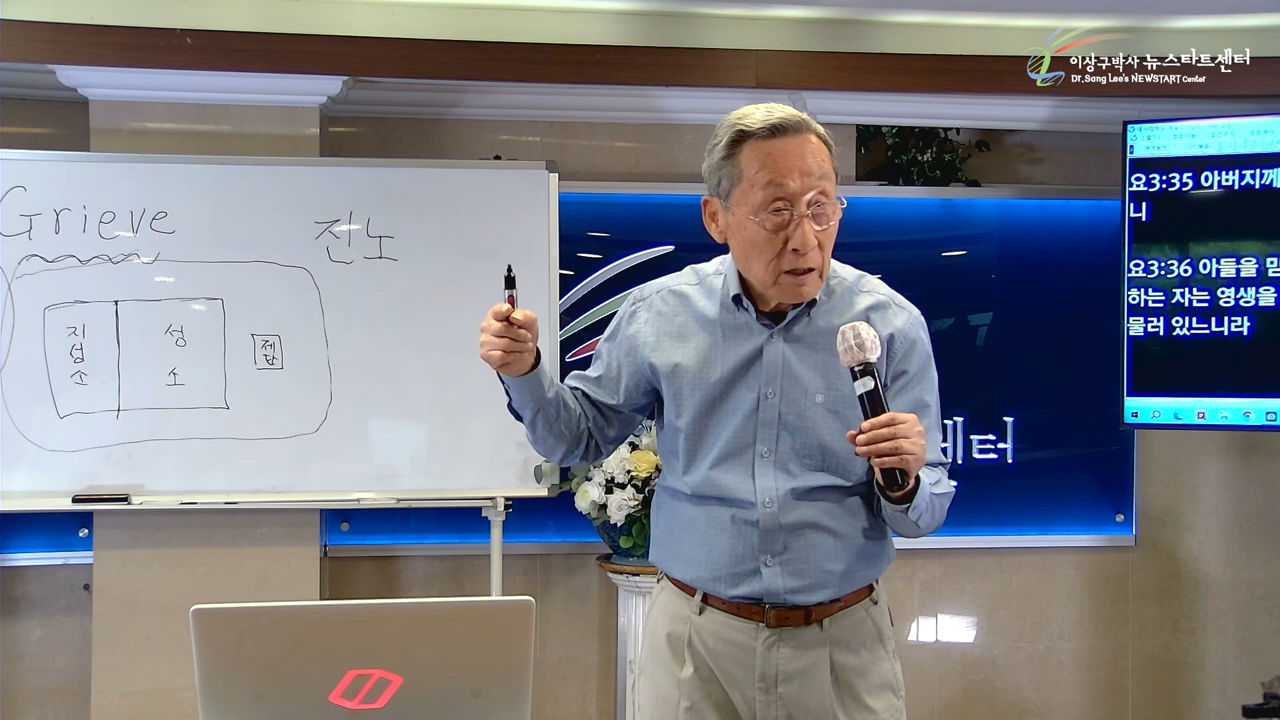 이상구박사 뉴스타트센터
Dr. Sang Lee's NEWSTART Center
Grieve
전노
지성소
성소
제단
요3:35 아버지께
니
요3:36 아들을 믿
하는 자는 영생을
물러 있느니라
센터